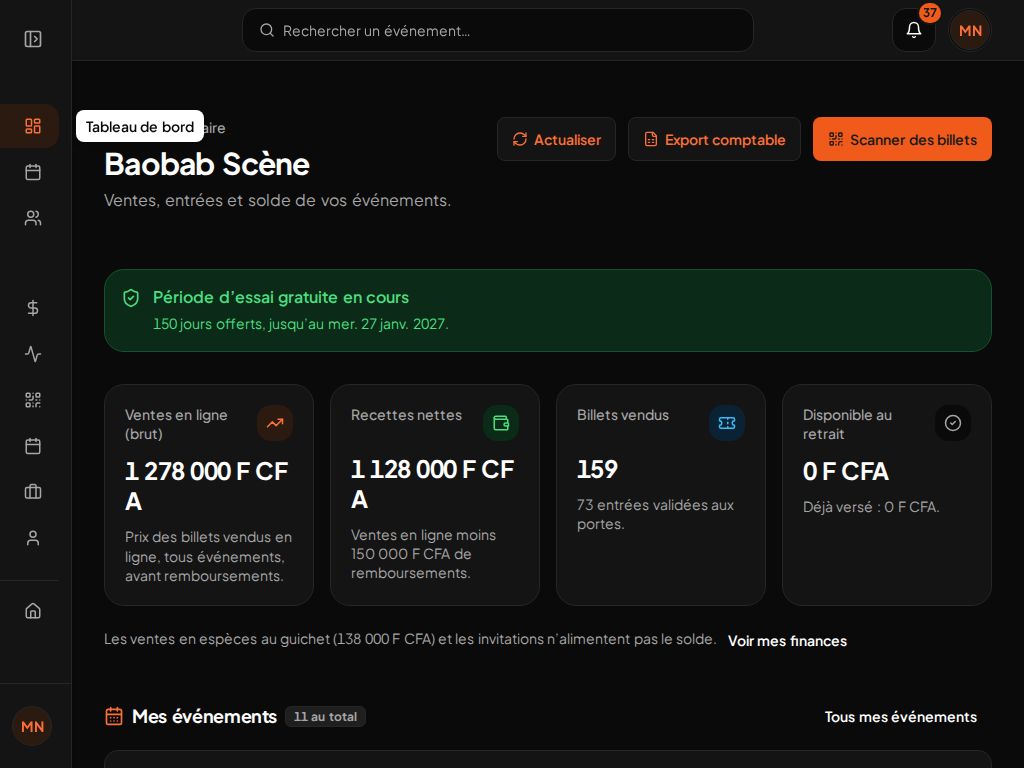 Rechercher un événement…
37
MN
Tableau de bord
aire
Baobab Scène
Ventes, entrées et solde de vos événements.
Actualiser
Export comptable
Scanner des billets
Période d’essai gratuite en cours
150 jours offerts, jusqu’au mer. 27 janv. 2027.
Ventes en ligne
(brut)
1 278 000 F CF
A
Prix des billets vendus en
ligne, tous événements,
avant remboursements.
Recettes nettes
1 128 000 F CF
A
Ventes en ligne moins
150 000 F CFA de
remboursements.
Billets vendus
159
73 entrées validées aux
portes.
Disponible au
retrait
0 F CFA
Déjà versé : 0 F CFA.
Les ventes en espèces au guichet (138 000 F CFA) et les invitations n’alimentent pas le solde.
Voir mes finances
Mes événements
11 au total
Tous mes événements
MN